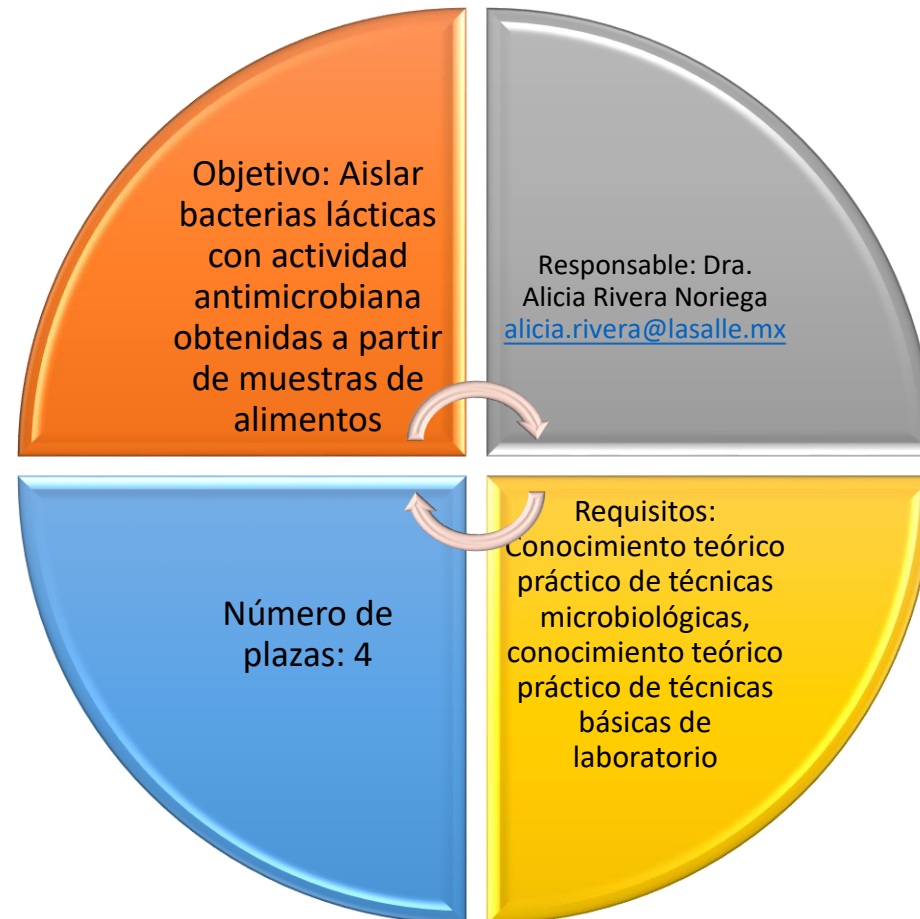 Objetivo: Aislar
bacterias lácticas
con actividad
antimicrobiana
obtenidas a partir
de muestras de
alimentos
Responsable: Dra.
Alicia Rivera Noriega
alicia.rivera@lasalle.mx
Número de
plazas: 4
Requisitos:
Conocimiento teórico
práctico de técnicas
microbiológicas,
conocimiento teórico
práctico de técnicas
básicas de
laboratorio